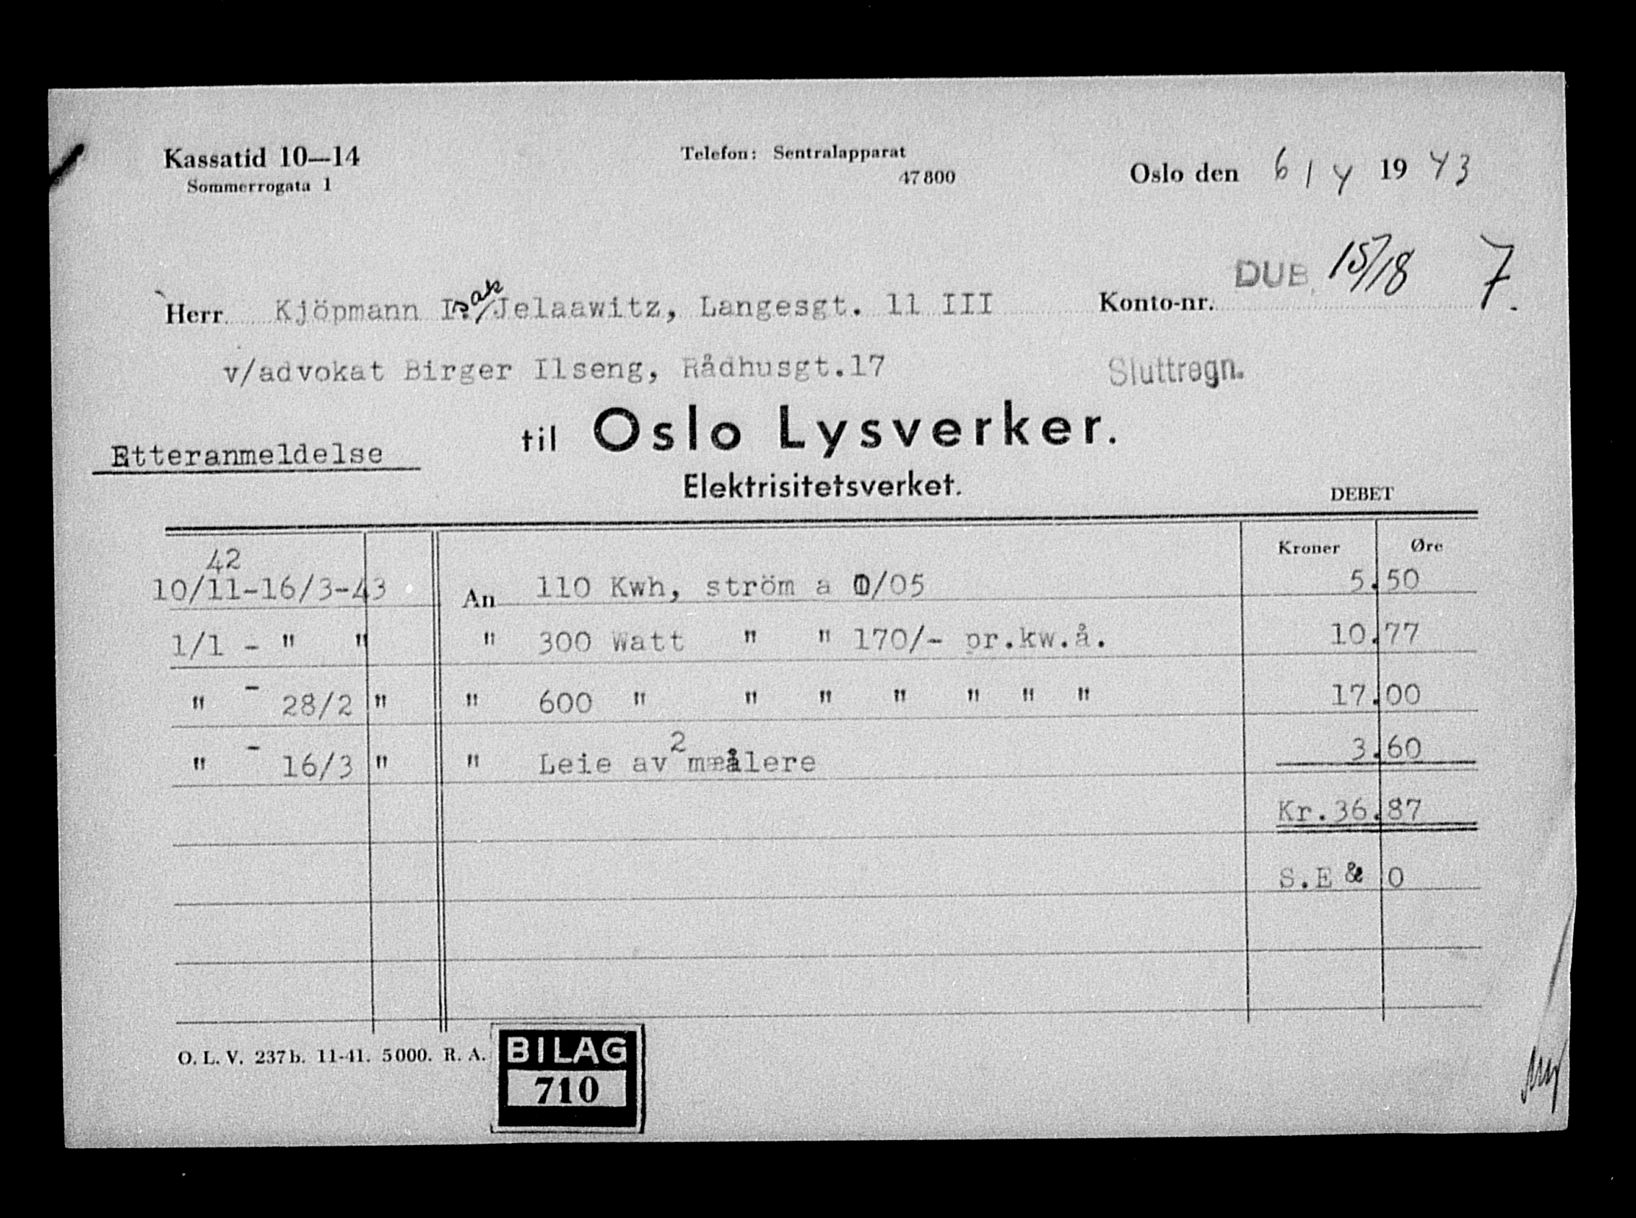 Kassatid 10—14
Sommerrogata 1
Telefon: Sentralapparat
47800
Oslo den 6/4 1943
DUB. 15/18 7.
Herr Kjöpmann Isak Jelaawitz, Langesgt. 11 III
Konto-nr.
v/advokat Birger Ilseng, Rådhusgt.17
Sluttregn.
til Oslo Lysverker.
Etteranmeldelse
Elektrisitetsverket.
DEBET
Kroner Øre
42
10/11-16/3-43 An 110 Kwh, ström a 0/05 5.50
1/1 - " " " 300 Watt " " 170/- pr.kw.å. 10.77
" - 28/2 " " 600 " " " " " " " 17.00
" - 16/3 " " Leie av 2 målere 3.60
Kr.36.87
S.E & O
O. L. V. 237b. 11-41. 5000. R. A.
BILAG
710